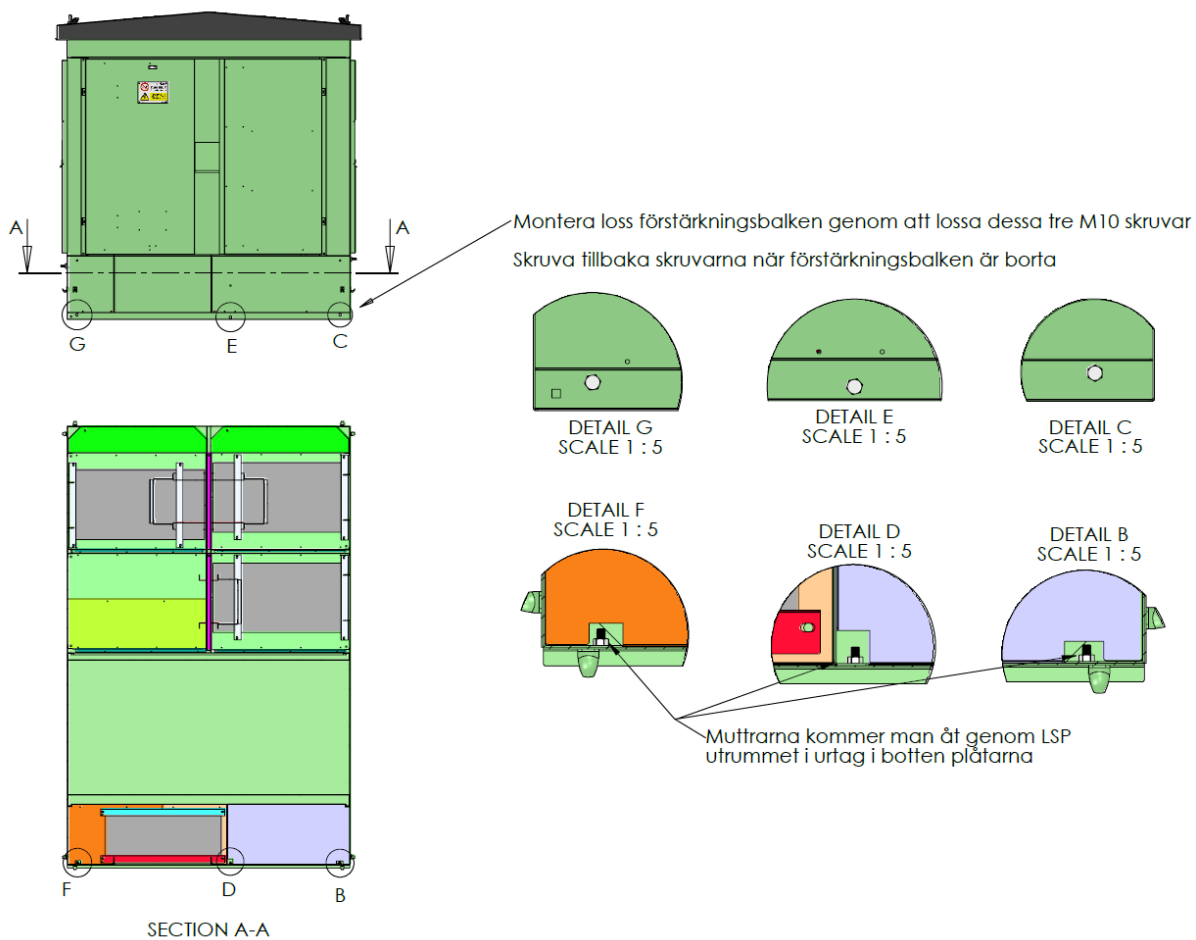 A
A
Montera loss förstärkningsbalken genom att lossa dessa tre M10 skruvar
Skruva tillbaka skruvarna när förstärkningsbalken är borta
G
E
C
DETAIL G
SCALE 1 : 5
DETAIL E
SCALE 1 : 5
DETAIL C
SCALE 1 : 5
DETAIL F
SCALE 1 : 5
DETAIL D
SCALE 1 : 5
DETAIL B
SCALE 1 : 5
Muttrarna kommer man åt genom LSP
utrummet i urtag i botten plåtarna
F
D
B
SECTION A-A